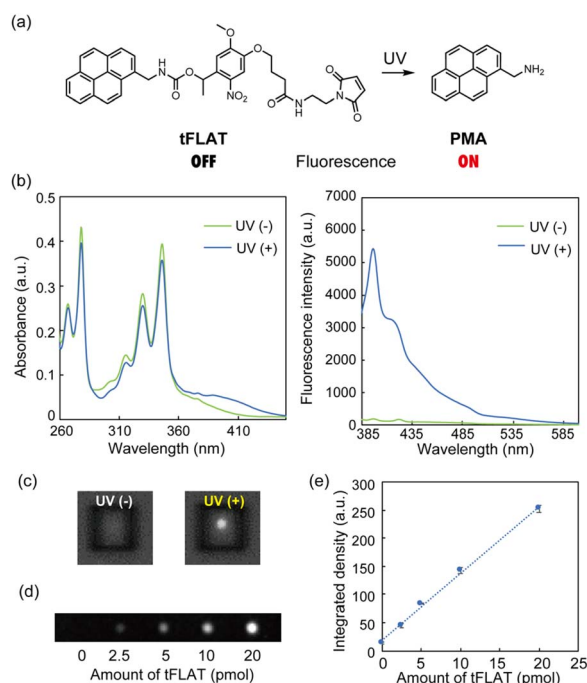 (a)
O
O
O
N
H
O
NO₂
O
N
H
O
N
O
UV
NH₂
tFLAT
OFF
Fluorescence
PMA
ON
(b)
Absorbance (a.u.)
0.5
0.4
0.3
0.2
0.1
0
260 310 360 410
Wavelength (nm)
UV (-)
UV (+)
Fluorescence intensity (a.u.)
7000
6000
5000
4000
3000
2000
1000
0
385 435 485 535 585
Wavelength (nm)
UV (-)
UV (+)
(c)
UV (-)
UV (+)
(d)
0 2.5 5 10 20
Amount of tFLAT (pmol)
(e)
Integrated density (a.u.)
300
250
200
150
100
50
0
0 5 10 15 20 25
Amount of tFLAT (pmol)